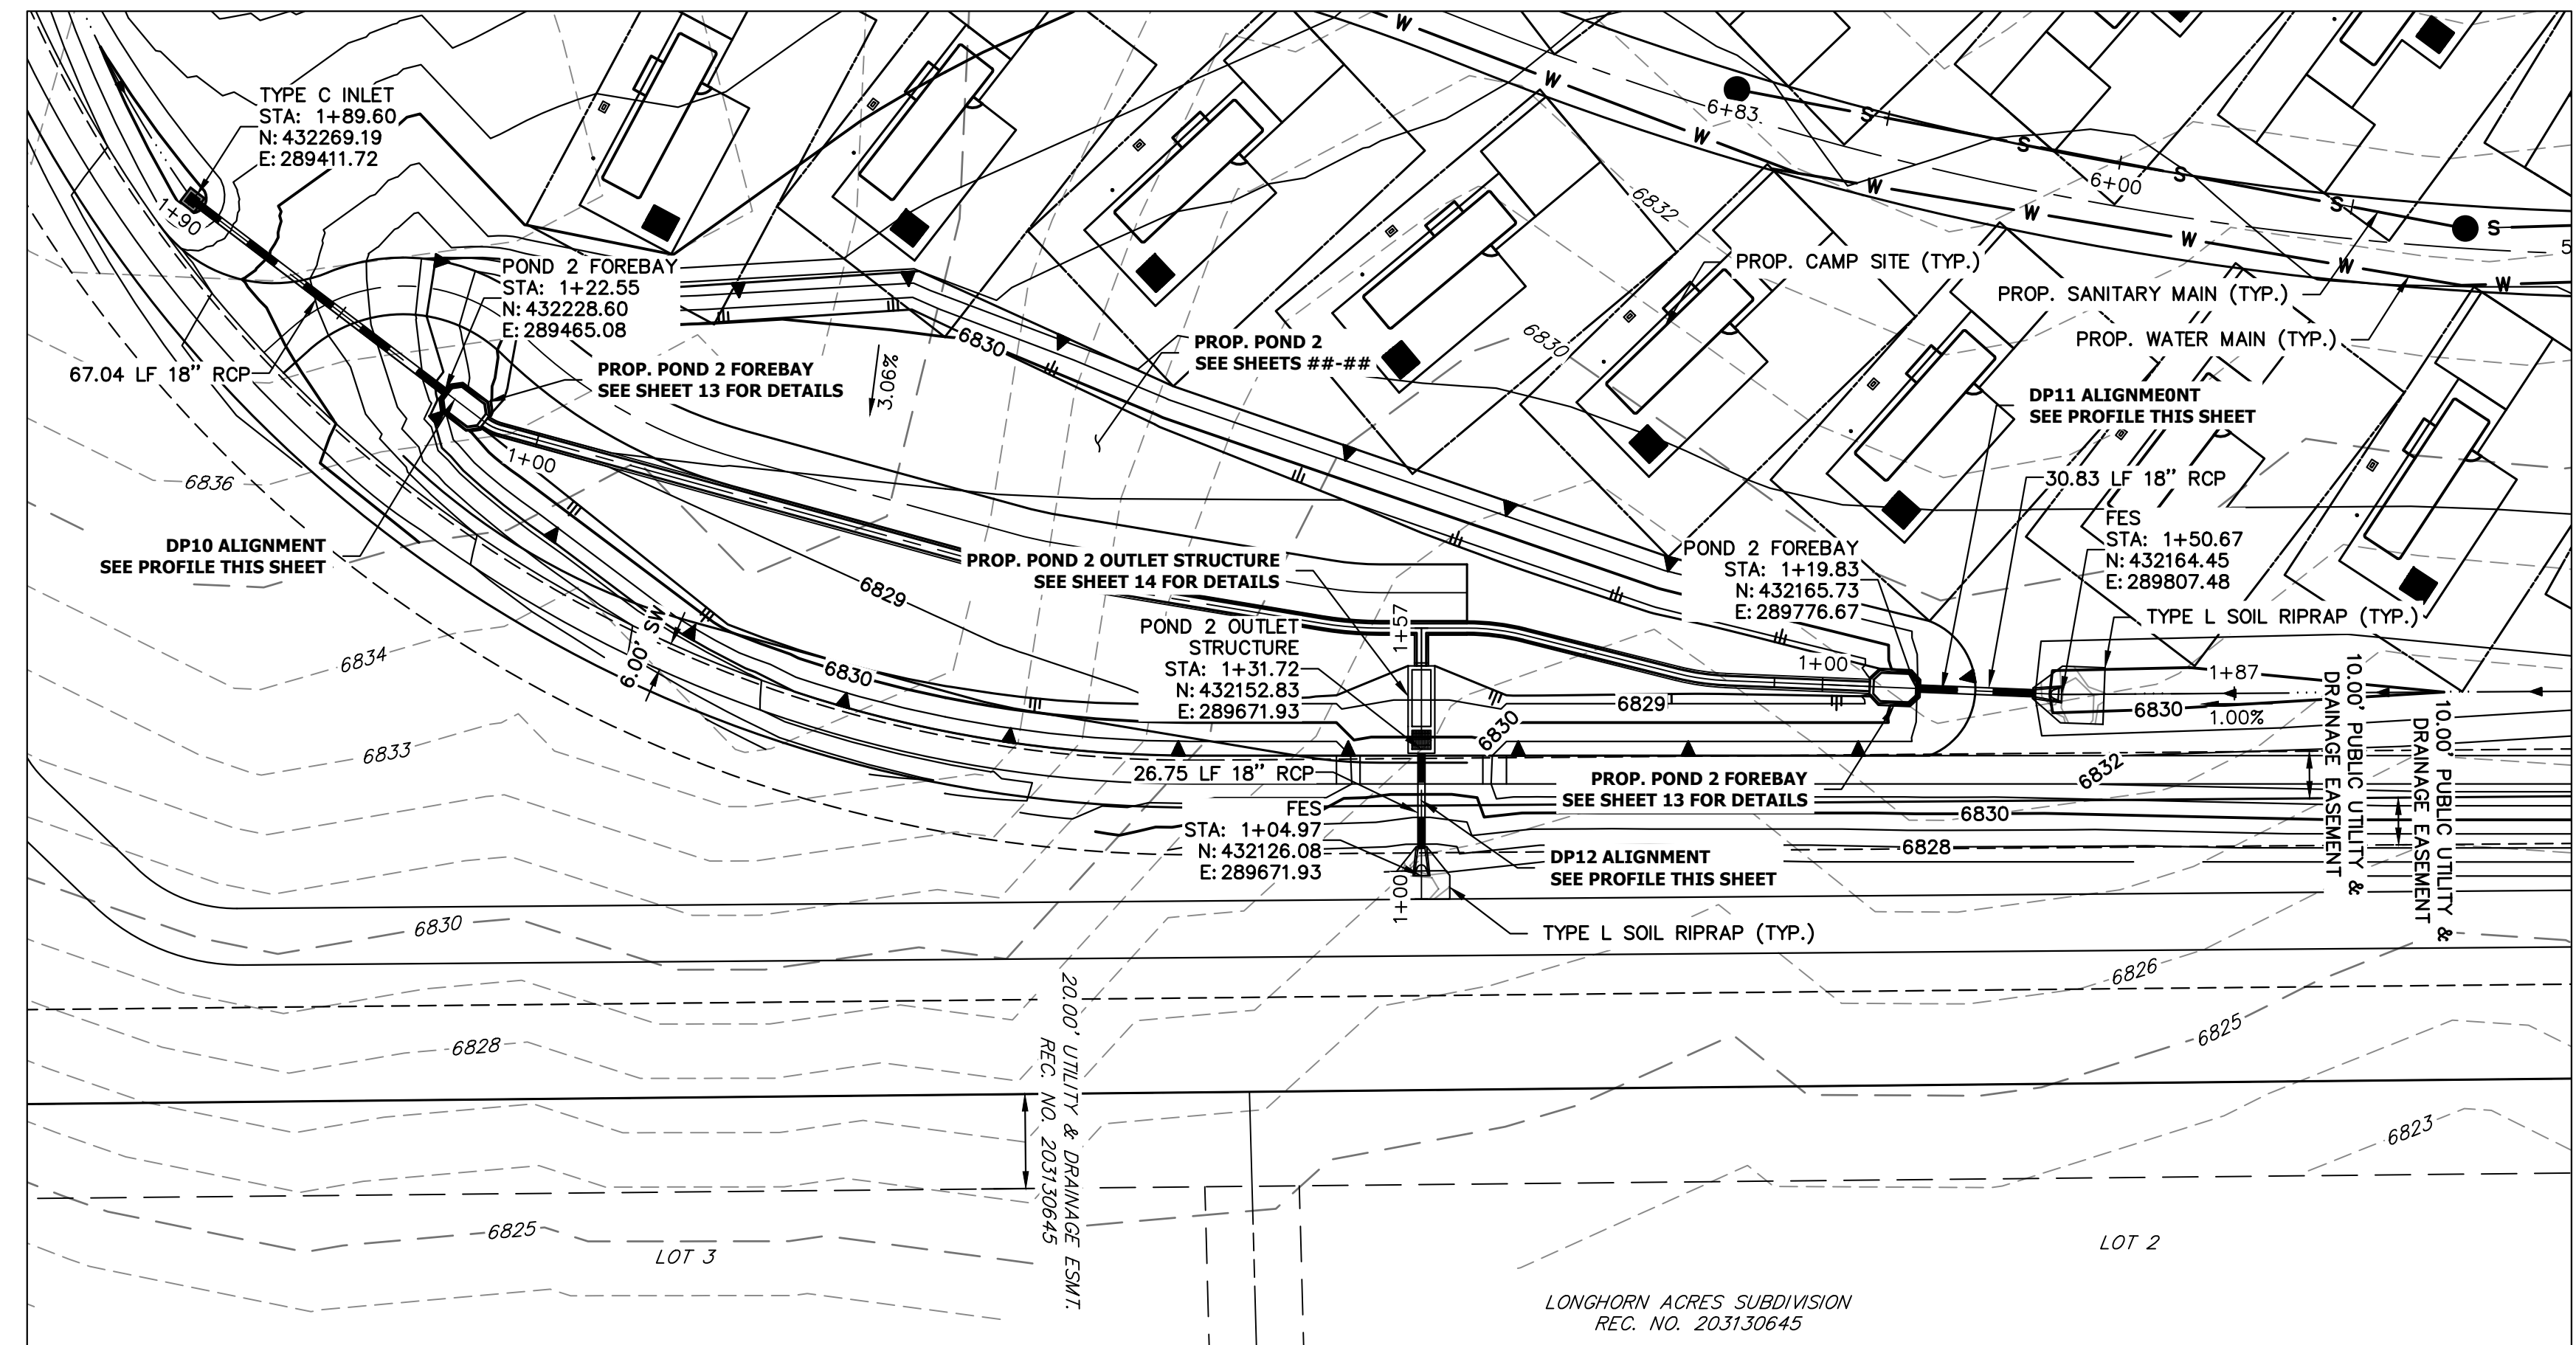 TYPE C INLET
STA: 1+89.60
N: 432269.19
E: 289411.72
1+90
67.04 LF 18" RCP
POND 2 FOREBAY
STA: 1+22.55
N: 432228.60
E: 289465.08
PROP. POND 2 FOREBAY
SEE SHEET 13 FOR DETAILS
3.06%
1+00
6836
DP10 ALIGNMENT
SEE PROFILE THIS SHEET
6834
6.00' SW
6833
6830
6829
6830
6830
PROP. POND 2
SEE SHEETS ##-##
W
W
W
W
W
W
W
W
S
S
S
S
S
6+83
6+00
5
6832
6830
PROP. CAMP SITE (TYP.)
PROP. SANITARY MAIN (TYP.)
PROP. WATER MAIN (TYP.)
DP11 ALIGNME0NT
SEE PROFILE THIS SHEET
30.83 LF 18" RCP
FES
STA: 1+50.67
N: 432164.45
E: 289807.48
TYPE L SOIL RIPRAP (TYP.)
PROP. POND 2 OUTLET STRUCTURE
SEE SHEET 14 FOR DETAILS
POND 2 OUTLET
STRUCTURE
STA: 1+31.72
N: 432152.83
E: 289671.93
1+57
POND 2 FOREBAY
STA: 1+19.83
N: 432165.73
E: 289776.67
1+00
6829
6830
1+87
6830
1.00%
26.75 LF 18" RCP
FES
STA: 1+04.97
N: 432126.08
E: 289671.93
1+00
PROP. POND 2 FOREBAY
SEE SHEET 13 FOR DETAILS
DP12 ALIGNMENT
SEE PROFILE THIS SHEET
TYPE L SOIL RIPRAP (TYP.)
6832
6830
6828
10.00' PUBLIC UTILITY &
DRAINAGE EASEMENT
10.00' PUBLIC UTILITY &
DRAINAGE EASEMENT
6830
6828
6825
LOT 3
20.00' UTILITY & DRAINAGE ESMT.
REC. NO. 203130645
6826
6825
6823
LOT 2
LONGHORN ACRES SUBDIVISION
REC. NO. 203130645